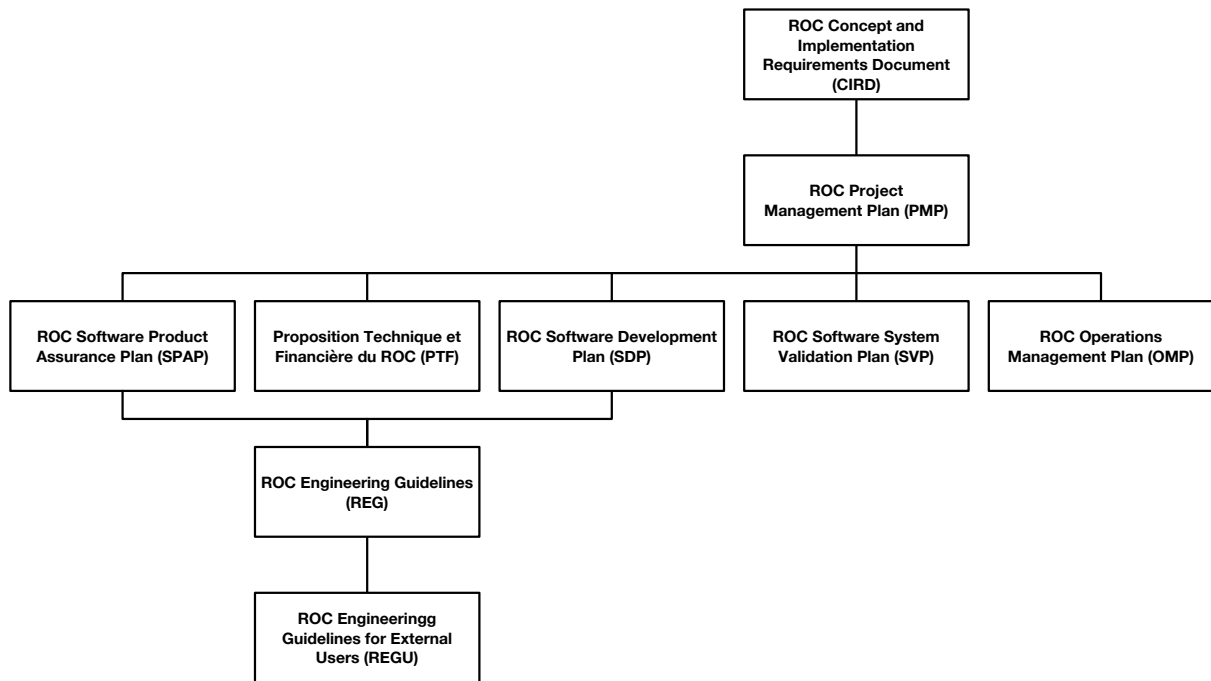 ROC Concept and
Implementation
Requirements Document
(CIRD)
ROC Project
Management Plan (PMP)
ROC Software Product
Assurance Plan (SPAP)
Proposition Technique et
Financière du ROC (PTF)
ROC Software Development
Plan (SDP)
ROC Software System
Validation Plan (SVP)
ROC Operations
Management Plan (OMP)
ROC Engineering Guidelines
(REG)
ROC Engineeringg
Guidelines for External
Users (REGU)